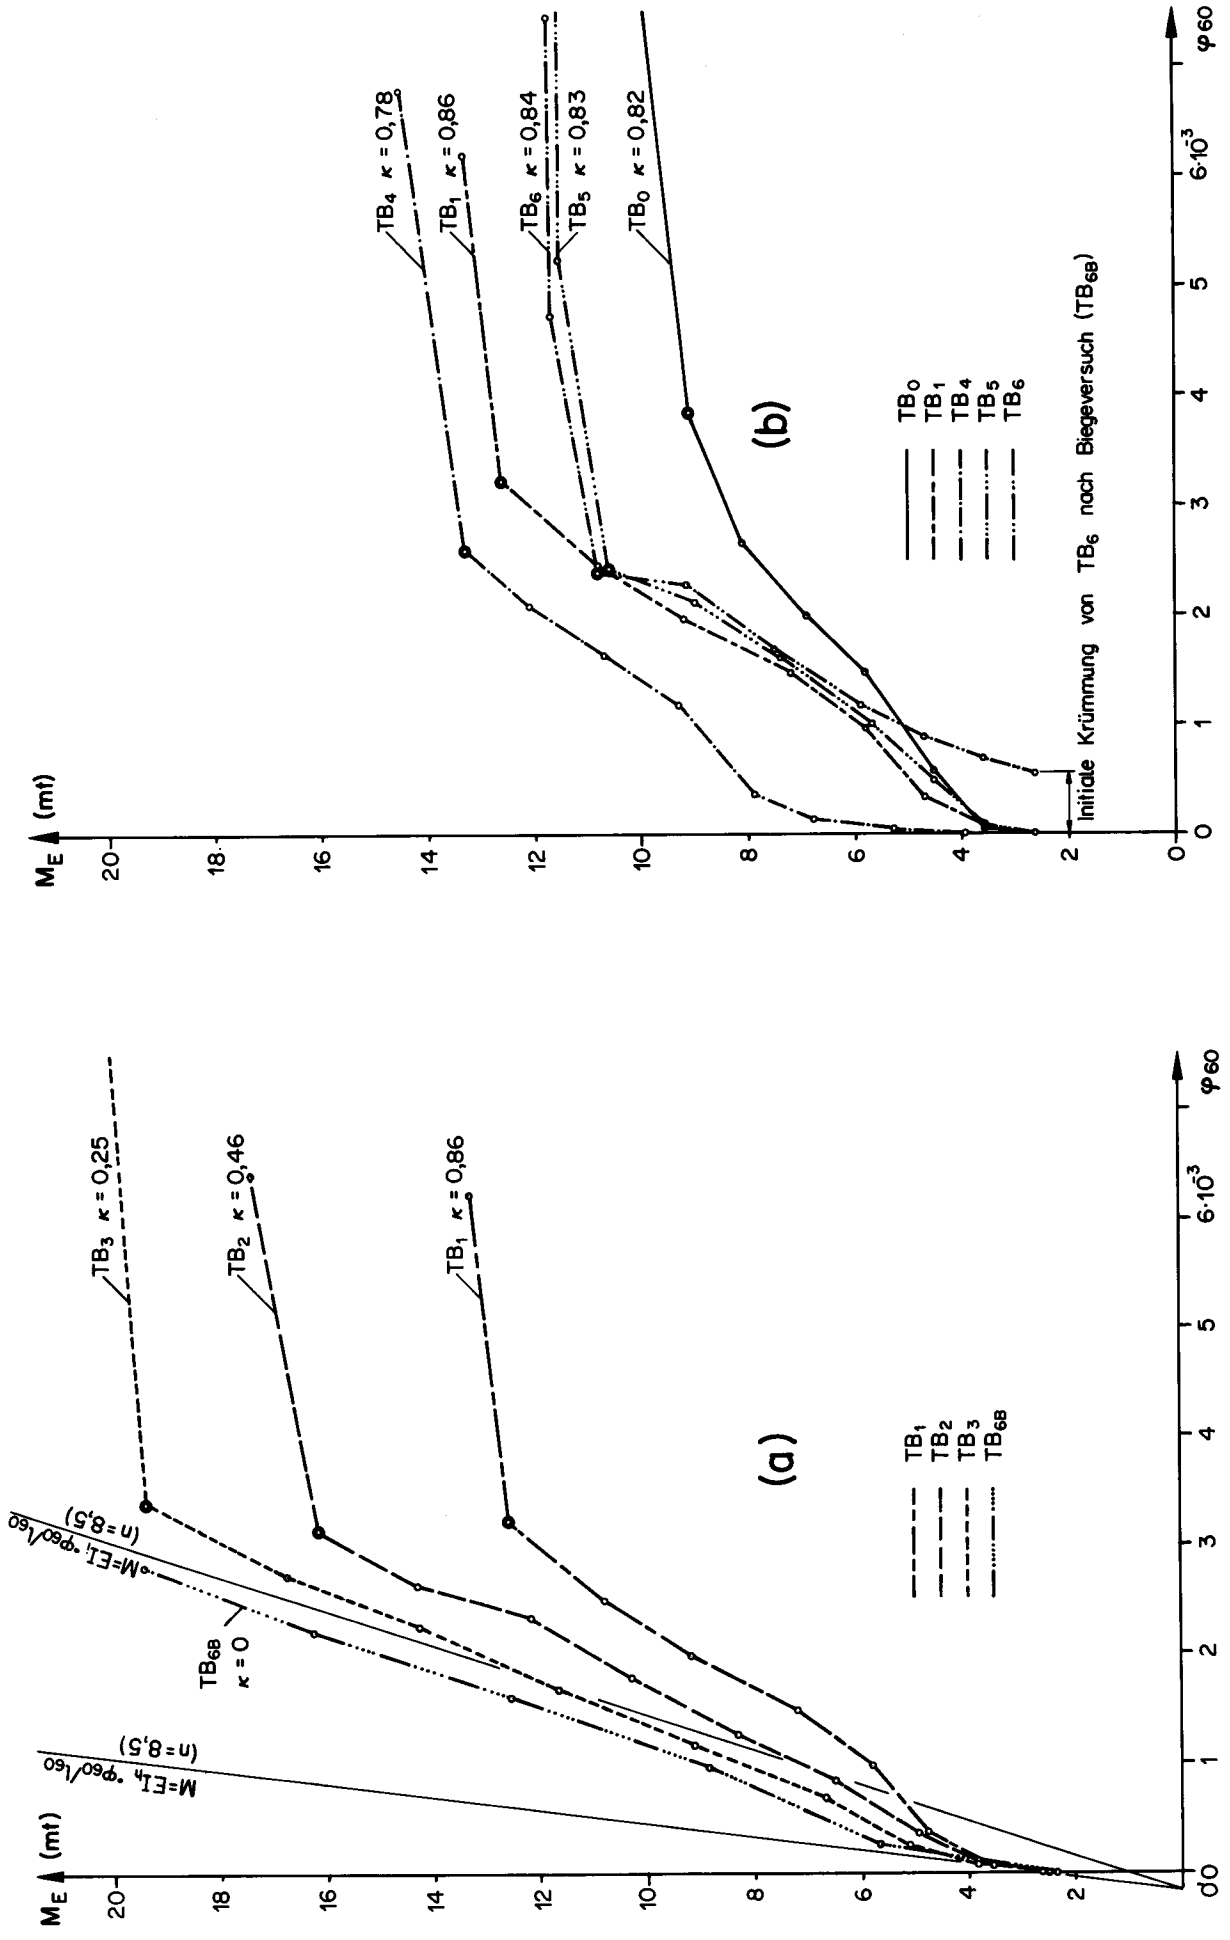 M_E (mt)
20
18
16
14
12
10
8
6
4
2
0
0
1
2
3
4
5
6·10⁻³
φ60
M=EI_h·φ60/l60
(n=8,5)
M=EI_i·φ60/l60
(n=8,5)
TB6B
κ=0
TB3 κ=0,25
TB2 κ=0,46
TB1 κ=0,86
(a)
TB1
TB2
TB3
TB6B
M_E (mt)
20
18
16
14
12
10
8
6
4
2
0
0
1
2
3
4
5
6·10⁻³
φ60
TB4 κ=0,78
TB1 κ=0,86
TB6 κ=0,84
TB5 κ=0,83
TB0 κ=0,82
(b)
TB0
TB1
TB4
TB5
TB6
Initiale Krümmung von TB6 nach Biegeversuch (TB6B)